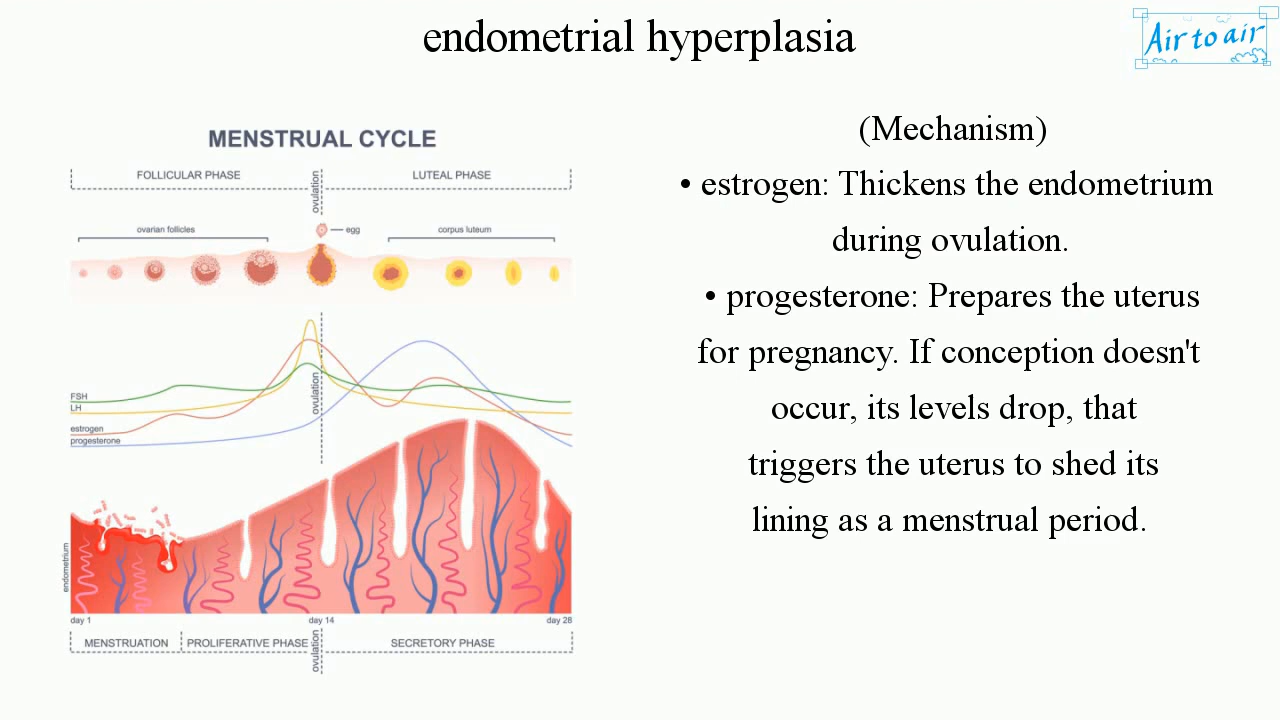 endometrial hyperplasia
Air to air
MENSTRUAL CYCLE
FOLLICULAR PHASE
ovulation
LUTEAL PHASE
ovarian follicles
egg
corpus luteum
FSH
LH
estrogen
progesterone
ovulation
endometrium
day 1
day 14
day 28
MENSTRUATION
PROLIFERATIVE PHASE
ovulation
SECRETORY PHASE
(Mechanism)
• estrogen: Thickens the endometrium
during ovulation.
• progesterone: Prepares the uterus
for pregnancy. If conception doesn't
occur, its levels drop, that
triggers the uterus to shed its
lining as a menstrual period.